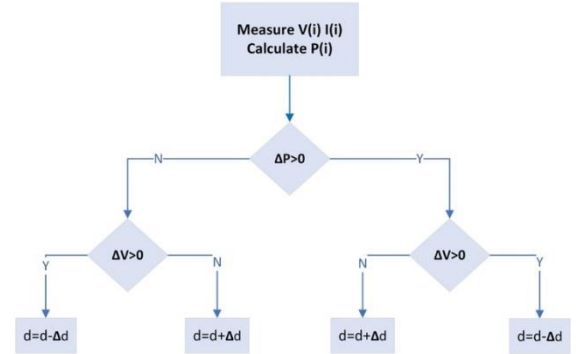 Measure V(i) I(i)
Calculate P(i)
ΔP>0
N
Y
ΔV>0
ΔV>0
Y
N
N
Y
d=d-Δd
d=d+Δd
d=d+Δd
d=d-Δd